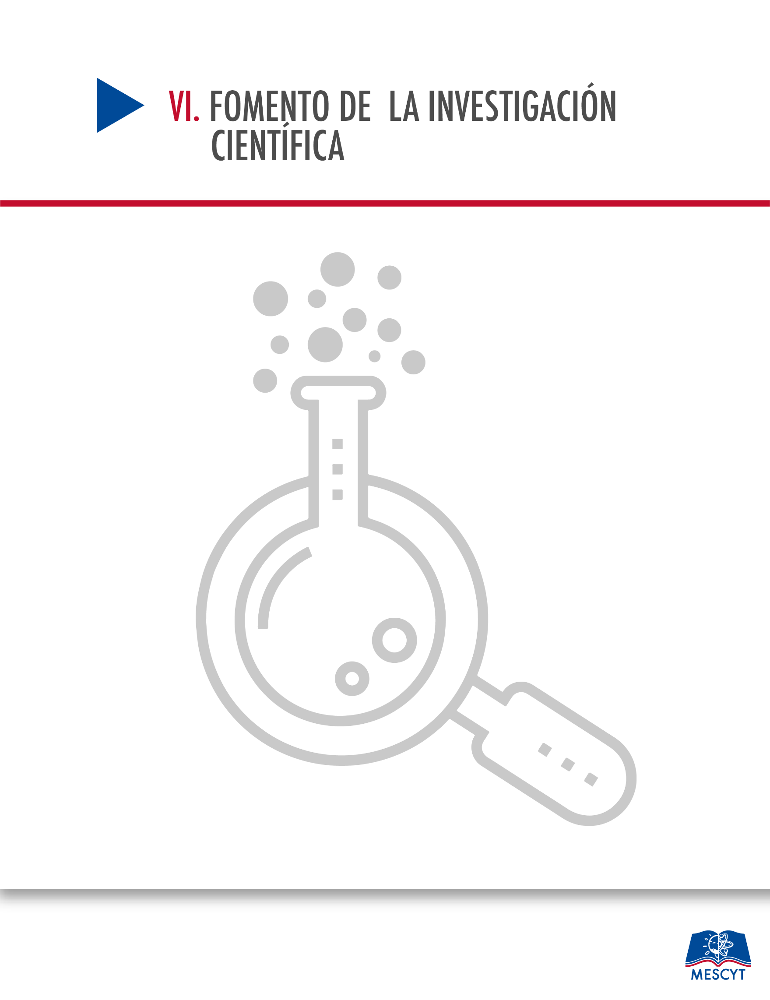 VI. FOMENTO DE LA INVESTIGACIÓN
CIENTÍFICA
MESCYT